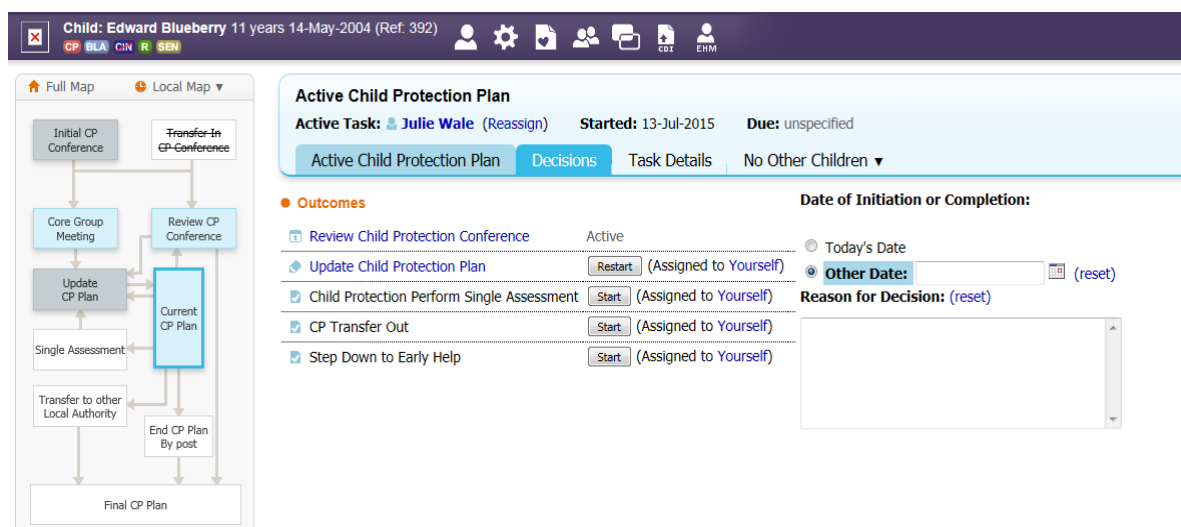 Child: Edward Blueberry 11 years 14-May-2004 (Ref: 392)
CP BLA CIN R SEN
CDI
EHM
Full Map
Local Map ▼
Initial CP
Conference
Transfer In
CP Conference
Core Group
Meeting
Review CP
Conference
Update
CP Plan
Current
CP Plan
Single Assessment
Transfer to other
Local Authority
End CP Plan
By post
Final CP Plan
Active Child Protection Plan
Active Task: Julie Wale (Reassign) Started: 13-Jul-2015 Due: unspecified
Active Child Protection Plan Decisions Task Details No Other Children ▼
Outcomes
Review Child Protection Conference Active
Update Child Protection Plan Restart (Assigned to Yourself)
Child Protection Perform Single Assessment Start (Assigned to Yourself)
CP Transfer Out Start (Assigned to Yourself)
Step Down to Early Help Start (Assigned to Yourself)
Date of Initiation or Completion:
Today's Date
Other Date: (reset)
Reason for Decision: (reset)